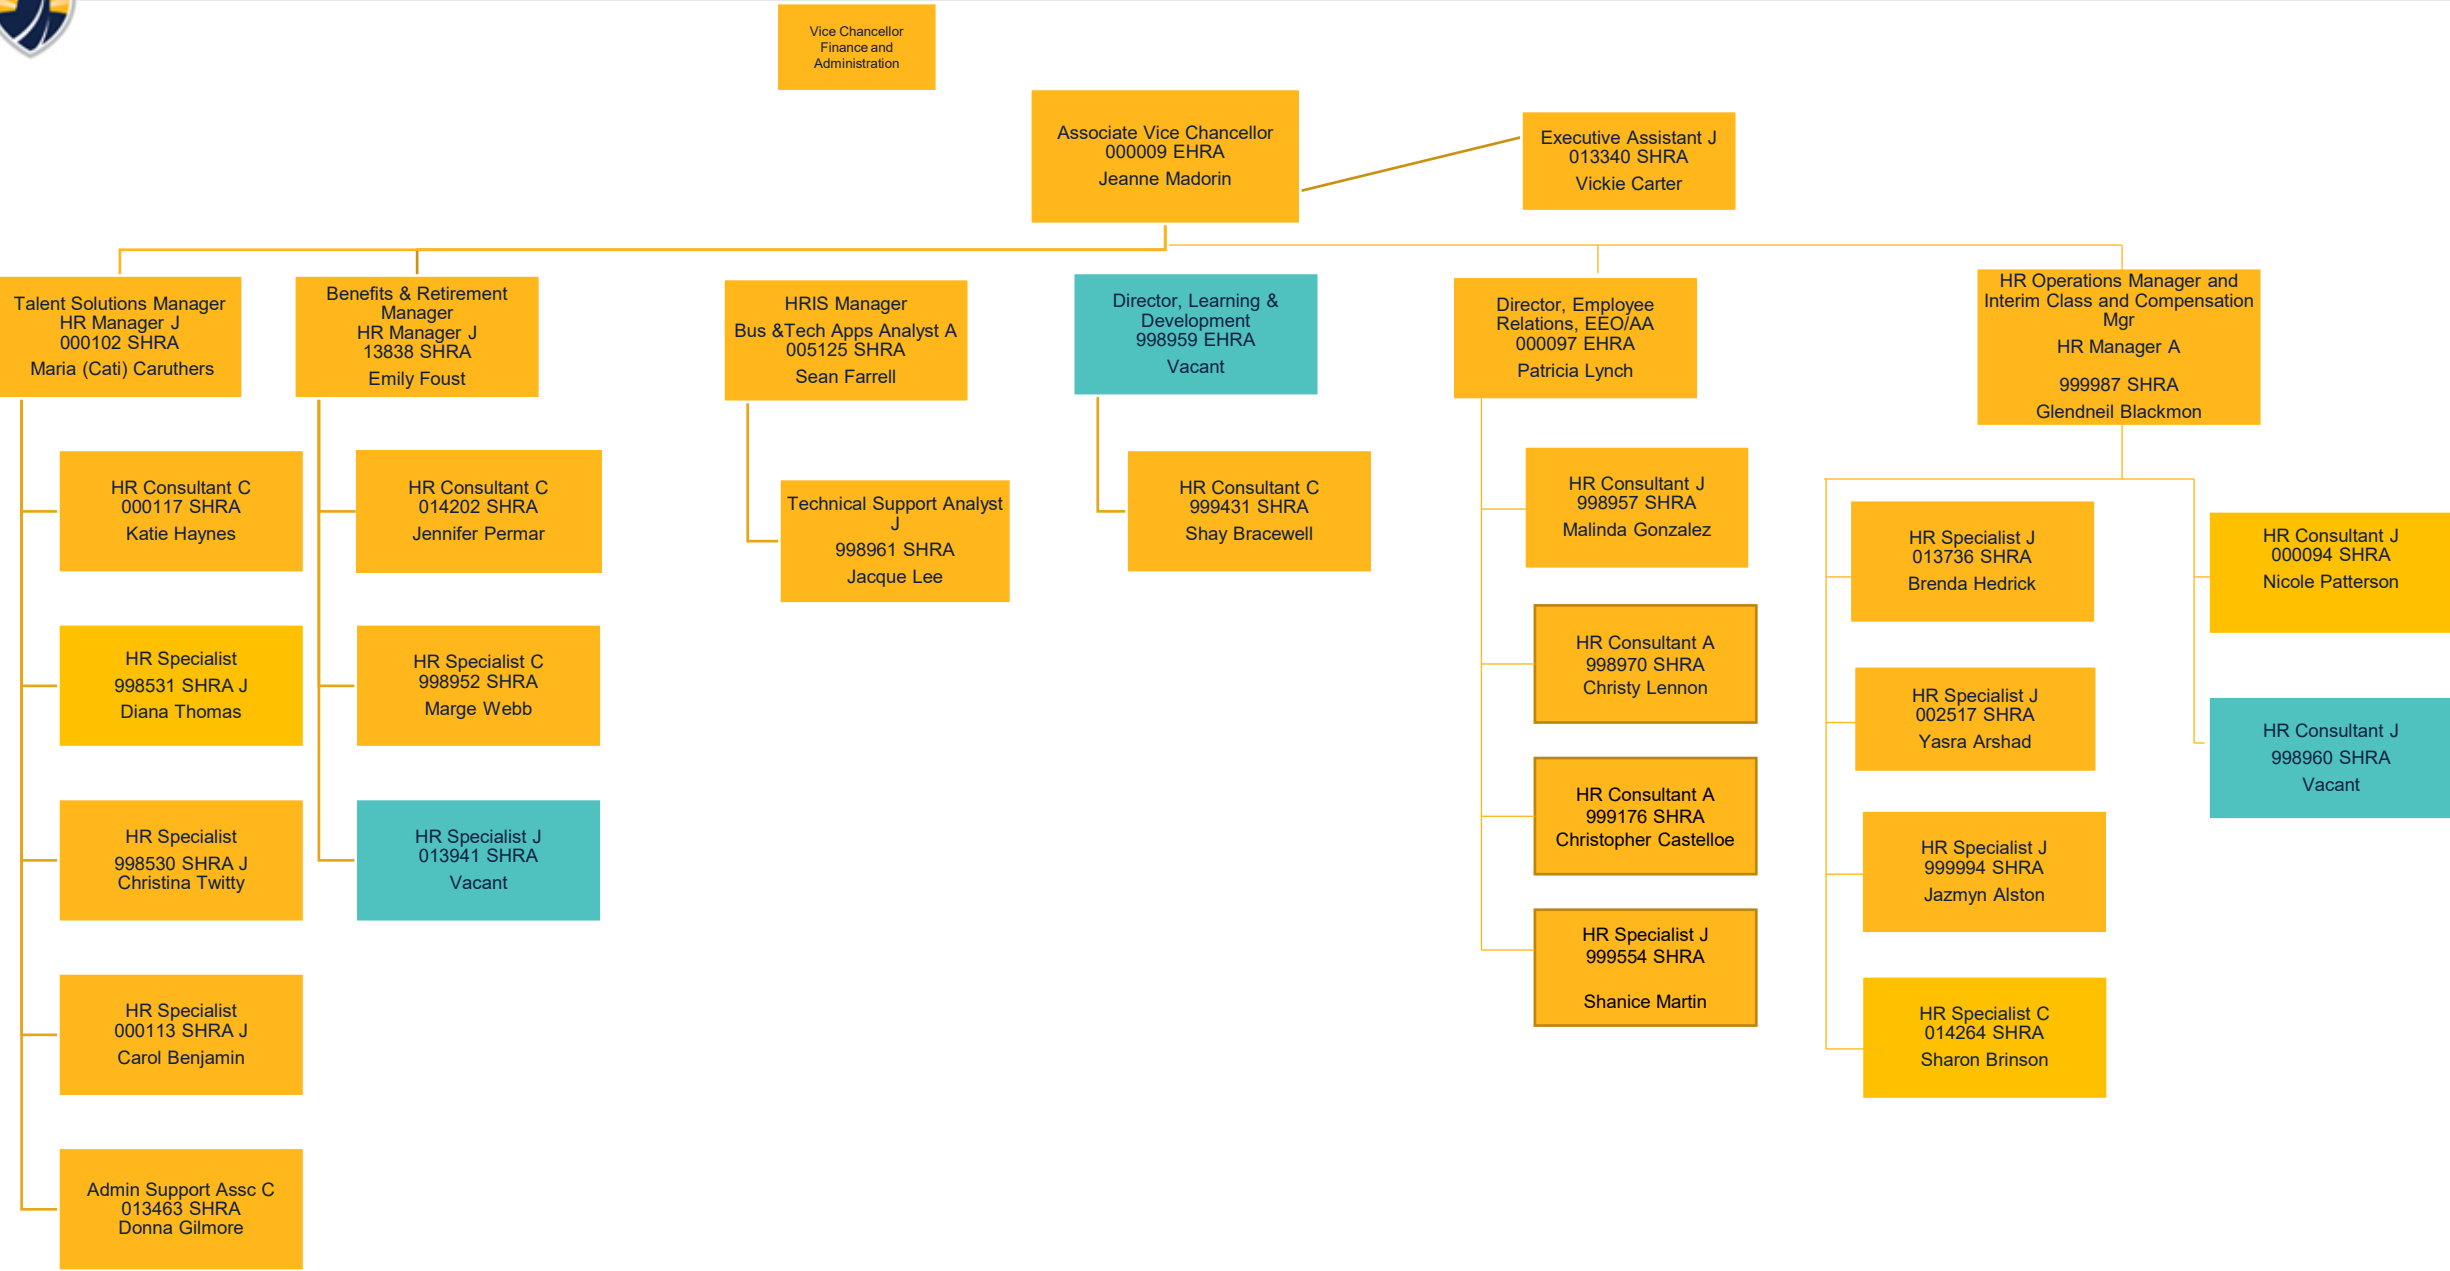 Vice Chancellor
Finance and
Administration
Associate Vice Chancellor
000009 EHRA
Jeanne Madorin
Executive Assistant J
013340 SHRA
Vickie Carter
Talent Solutions Manager
HR Manager J
000102 SHRA
Maria (Cati) Caruthers
Benefits & Retirement
Manager
HR Manager J
13838 SHRA
Emily Foust
HRIS Manager
Bus &Tech Apps Analyst A
005125 SHRA
Sean Farrell
Director, Learning &
Development
998959 EHRA
Vacant
Director, Employee
Relations, EEO/AA
000097 EHRA
Patricia Lynch
HR Operations Manager and
Interim Class and Compensation
Mgr
HR Manager A
999987 SHRA
Glendneil Blackmon
HR Consultant C
000117 SHRA
Katie Haynes
HR Specialist
998531 SHRA J
Diana Thomas
HR Specialist
998530 SHRA J
Christina Twitty
HR Specialist
000113 SHRA J
Carol Benjamin
Admin Support Assc C
013463 SHRA
Donna Gilmore
HR Consultant C
014202 SHRA
Jennifer Permar
HR Specialist C
998952 SHRA
Marge Webb
HR Specialist J
013941 SHRA
Vacant
Technical Support Analyst
J
998961 SHRA
Jacque Lee
HR Consultant C
999431 SHRA
Shay Bracewell
HR Consultant J
998957 SHRA
Malinda Gonzalez
HR Consultant A
998970 SHRA
Christy Lennon
HR Consultant A
999176 SHRA
Christopher Castelloe
HR Specialist J
999554 SHRA
Shanice Martin
HR Specialist J
013736 SHRA
Brenda Hedrick
HR Specialist J
002517 SHRA
Yasra Arshad
HR Specialist J
999994 SHRA
Jazmyn Alston
HR Specialist C
014264 SHRA
Sharon Brinson
HR Consultant J
000094 SHRA
Nicole Patterson
HR Consultant J
998960 SHRA
Vacant